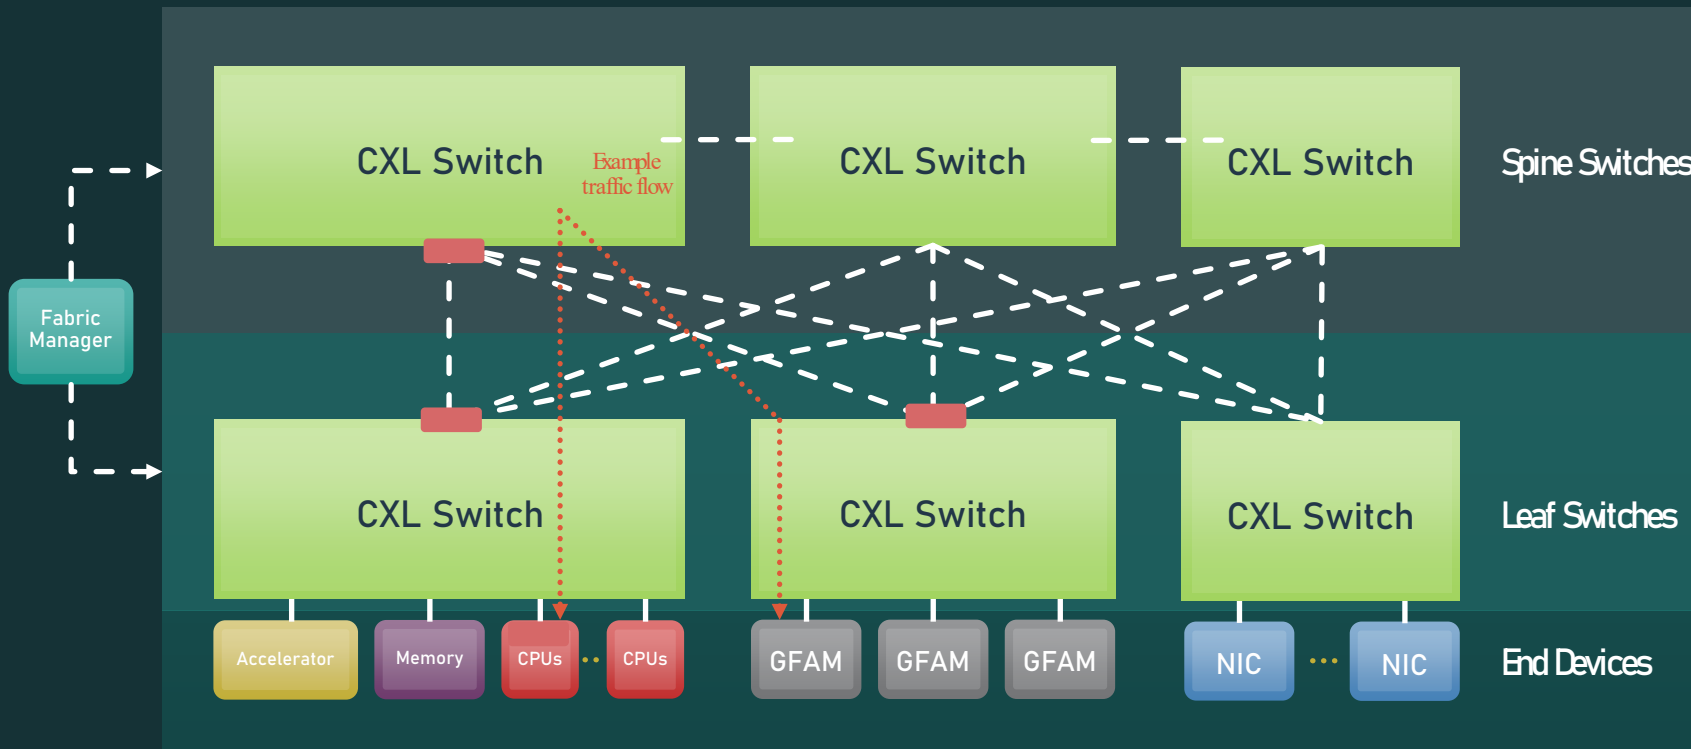 CXL Switch
Example
traffic flow
CXL Switch
CXL Switch
Spine Switches
Fabric
Manager
CXL Switch
CXL Switch
CXL Switch
Leaf Switches
Accelerator
Memory
CPUs
CPUs
GFAM
GFAM
GFAM
NIC
NIC
End Devices